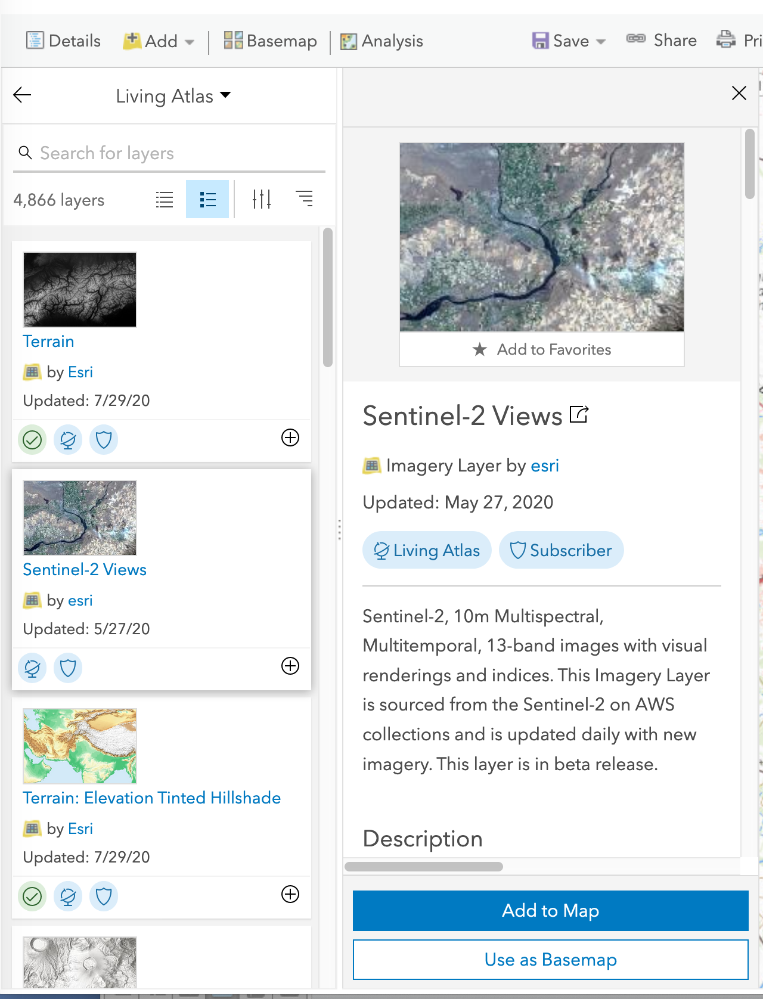 Details
Add
Basemap
Analysis
Save
Share
Pri
Living Atlas
Search for layers
4,866 layers
Terrain
by Esri
Updated: 7/29/20
Sentinel-2 Views
by esri
Updated: 5/27/20
Terrain: Elevation Tinted Hillshade
by Esri
Updated: 7/29/20
Add to Favorites
Sentinel-2 Views
Imagery Layer by esri
Updated: May 27, 2020
Living Atlas
Subscriber
Sentinel-2, 10m Multispectral,
Multitemporal, 13-band images with visual
renderings and indices. This Imagery Layer
is sourced from the Sentinel-2 on AWS
collections and is updated daily with new
imagery. This layer is in beta release.
Description
Add to Map
Use as Basemap